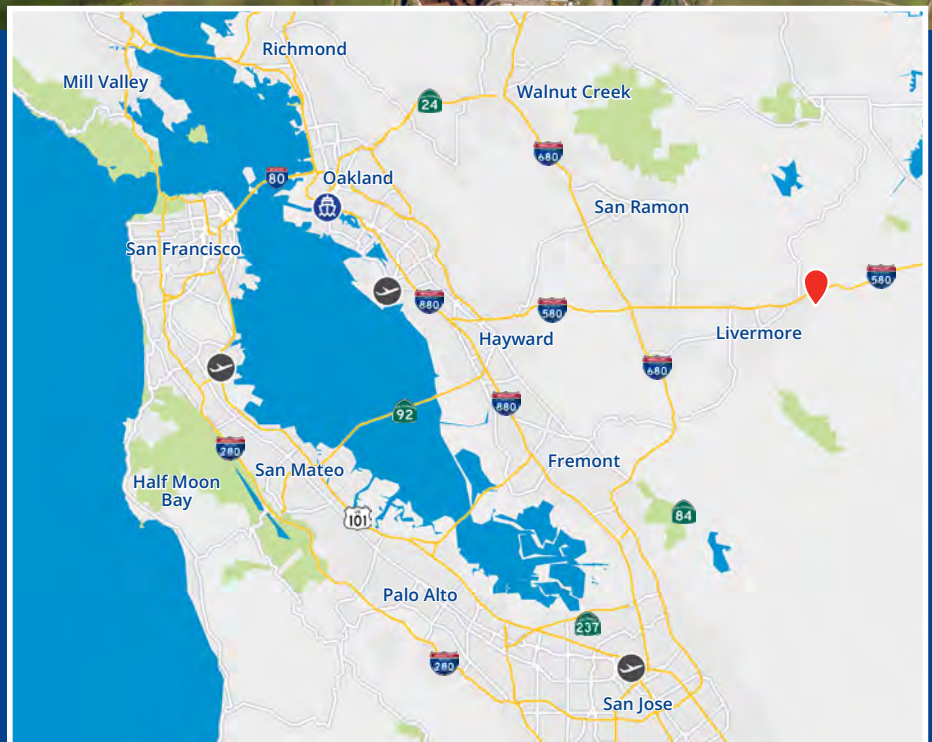 Richmond
Mill Valley
Walnut Creek
24
680
80
Oakland
San Ramon
San Francisco
580
880
580
Livermore
Hayward
680
92
880
280
San Mateo
Fremont
Half Moon
Bay
101
84
Palo Alto
237
280
San Jose